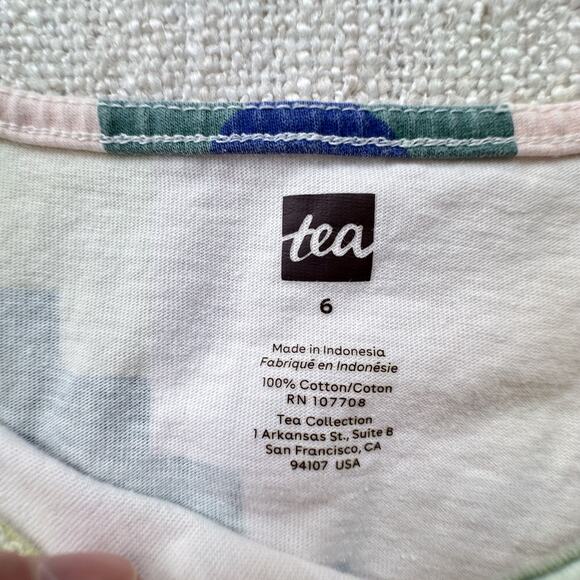 tea
6
Made in Indonesia
Fabriqué en Indonésie
100% Cotton/Coton
RN 107708
Tea Collection
1 Arkansas St., Suite B
San Francisco, CA
94107 USA